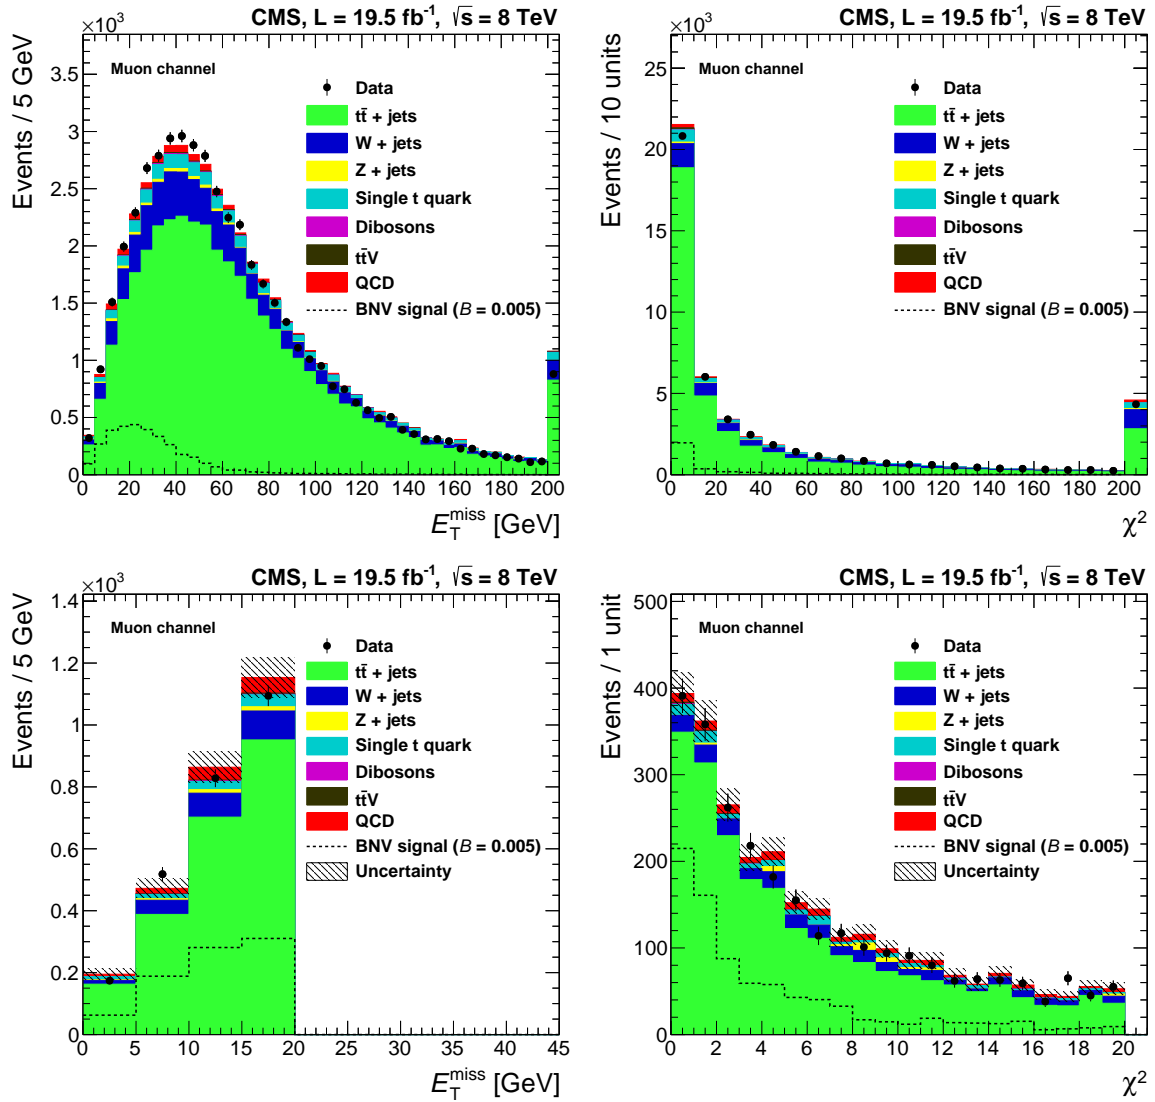 CMS, L = 19.5 fb⁻¹, √s = 8 TeV
×10³
Events / 5 GeV
Muon channel
Data
tt̄ + jets
W + jets
Z + jets
Single t quark
Dibosons
tt̄V
QCD
BNV signal (B = 0.005)
3.5
3
2.5
2
1.5
1
0.5
0
0 20 40 60 80 100 120 140 160 180 200
E_T^miss [GeV]
CMS, L = 19.5 fb⁻¹, √s = 8 TeV
×10³
Events / 10 units
Muon channel
Data
tt̄ + jets
W + jets
Z + jets
Single t quark
Dibosons
tt̄V
QCD
BNV signal (B = 0.005)
25
20
15
10
5
0
0 20 40 60 80 100 120 140 160 180 200
χ²
CMS, L = 19.5 fb⁻¹, √s = 8 TeV
×10³
Events / 5 GeV
Muon channel
Data
tt̄ + jets
W + jets
Z + jets
Single t quark
Dibosons
tt̄V
QCD
BNV signal (B = 0.005)
Uncertainty
1.4
1.2
1
0.8
0.6
0.4
0.2
0
0 5 10 15 20 25 30 35 40 45
E_T^miss [GeV]
CMS, L = 19.5 fb⁻¹, √s = 8 TeV
Events / 1 unit
Muon channel
Data
tt̄ + jets
W + jets
Z + jets
Single t quark
Dibosons
tt̄V
QCD
BNV signal (B = 0.005)
Uncertainty
500
400
300
200
100
0
0 2 4 6 8 10 12 14 16 18 20
χ²